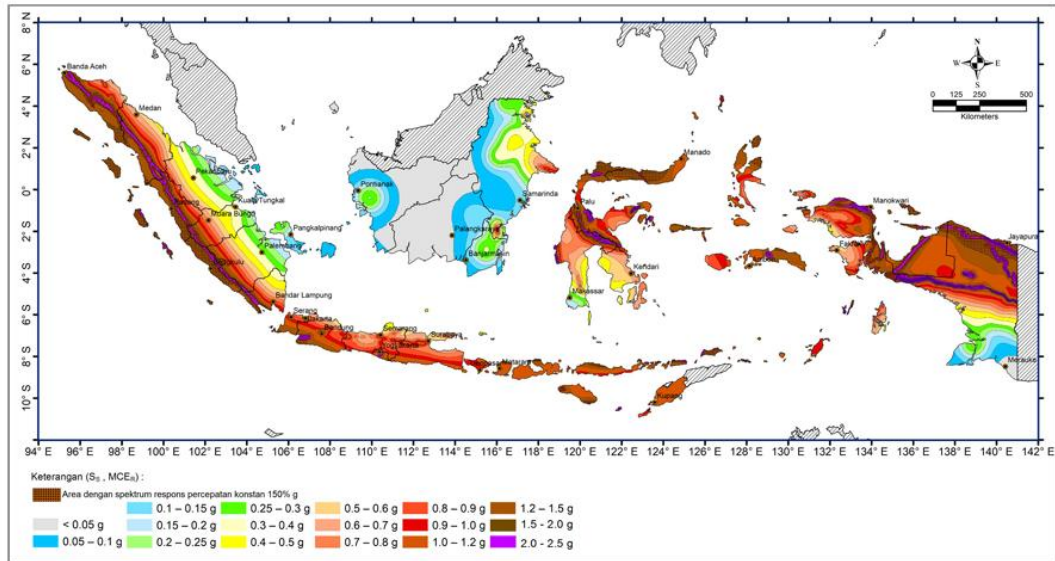 8° N
6° N
4° N
2° N
0°
2° S
4° S
6° S
8° S
10° S
Banda Aceh
Medan
Manado
Pontianak
Samarinda
Palu
Manokwari
Kuala Tungkal
Muara Bungo
Pangkalpinang
Palangkaraya
Jayapura
Palembang
Banjarmasin
Kendari
Makassar
Bengkulu
Bandar Lampung
Serang
Jakarta
Bandung
Semarang
Surabaya
Mataram
Merauke
Kupang
N
W
E
S
0 125 250 500
Kilometers
94° E 96° E 98° E 100° E 102° E 104° E 106° E 108° E 110° E 112° E 114° E 116° E 118° E 120° E 122° E 124° E 126° E 128° E 130° E 132° E 134° E 136° E 138° E 140° E 142° E
Keterangan (SS , MCER) :
Area dengan spektrum respons percepatan konstan 150% g
0.1 – 0.15 g 0.25 – 0.3 g 0.5 – 0.6 g 0.8 – 0.9 g 1.2 – 1.5 g
< 0.05 g 0.15 – 0.2 g 0.3 – 0.4 g 0.6 – 0.7 g 0.9 – 1.0 g 1.5 - 2.0 g
0.05 – 0.1 g 0.2 – 0.25 g 0.4 – 0.5 g 0.7 – 0.8 g 1.0 – 1.2 g 2.0 - 2.5 g